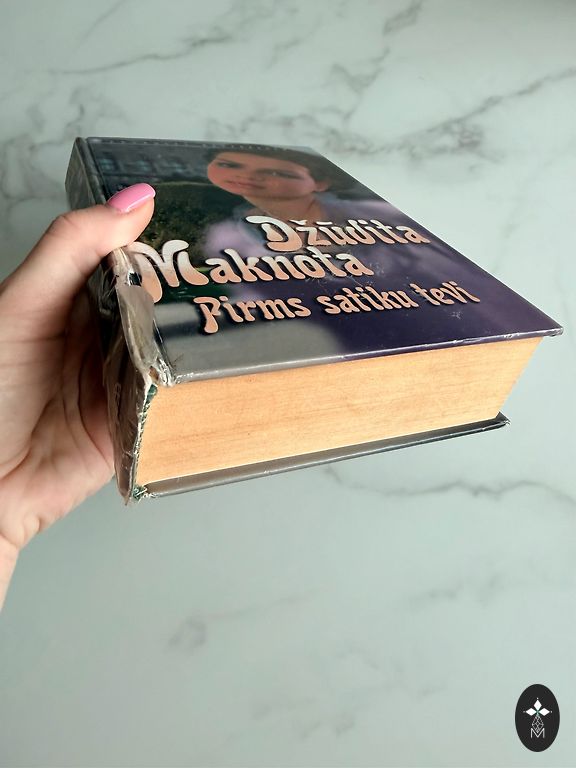 Džūdita
Maknota
Pirms satiku tevi